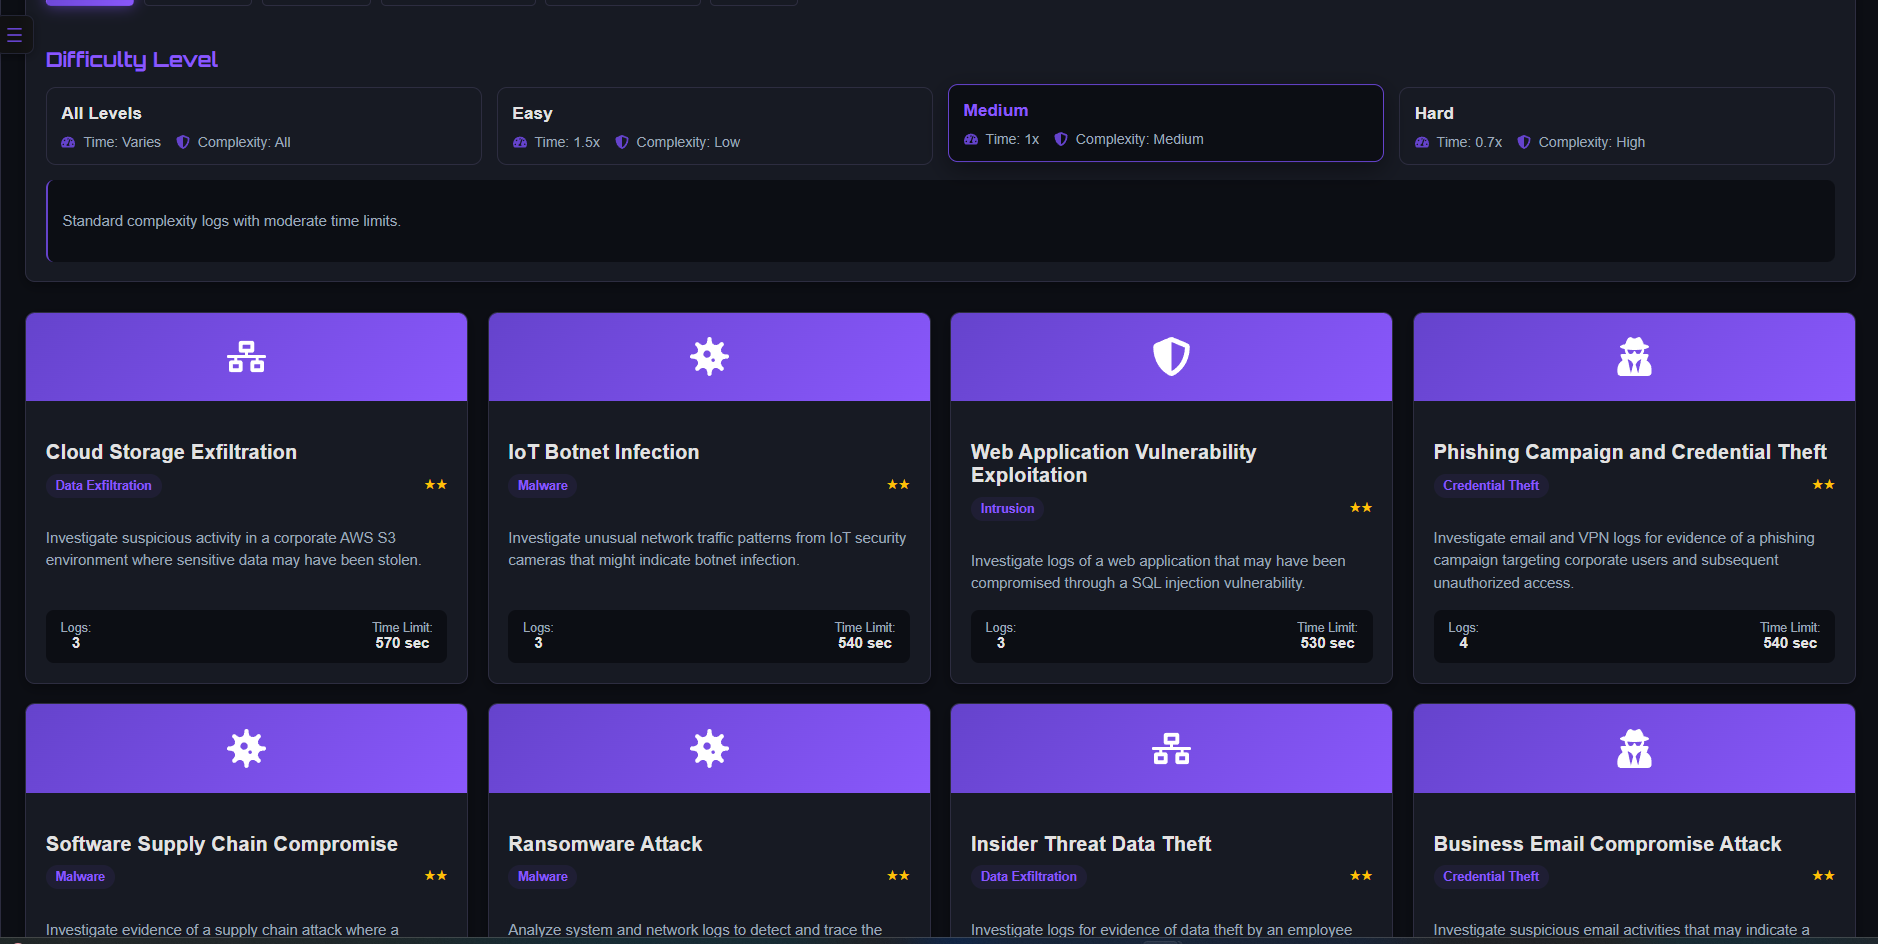 Difficulty Level
All Levels
Time: Varies Complexity: All
Easy
Time: 1.5x Complexity: Low
Medium
Time: 1x Complexity: Medium
Hard
Time: 0.7x Complexity: High
Standard complexity logs with moderate time limits.
Cloud Storage Exfiltration
Data Exfiltration ★★
Investigate suspicious activity in a corporate AWS S3
environment where sensitive data may have been stolen.
Logs: Time Limit:
3 570 sec
IoT Botnet Infection
Malware ★★
Investigate unusual network traffic patterns from IoT security
cameras that might indicate botnet infection.
Logs: Time Limit:
3 540 sec
Web Application Vulnerability
Exploitation
Intrusion ★★
Investigate logs of a web application that may have been
compromised through a SQL injection vulnerability.
Logs: Time Limit:
3 530 sec
Phishing Campaign and Credential Theft
Credential Theft ★★
Investigate email and VPN logs for evidence of a phishing
campaign targeting corporate users and subsequent
unauthorized access.
Logs: Time Limit:
4 540 sec
Software Supply Chain Compromise
Malware ★★
Investigate evidence of a supply chain attack where a
Ransomware Attack
Malware ★★
Analyze system and network logs to detect and trace the
Insider Threat Data Theft
Data Exfiltration ★★
Investigate logs for evidence of data theft by an employee
Business Email Compromise Attack
Credential Theft ★★
Investigate suspicious email activities that may indicate a